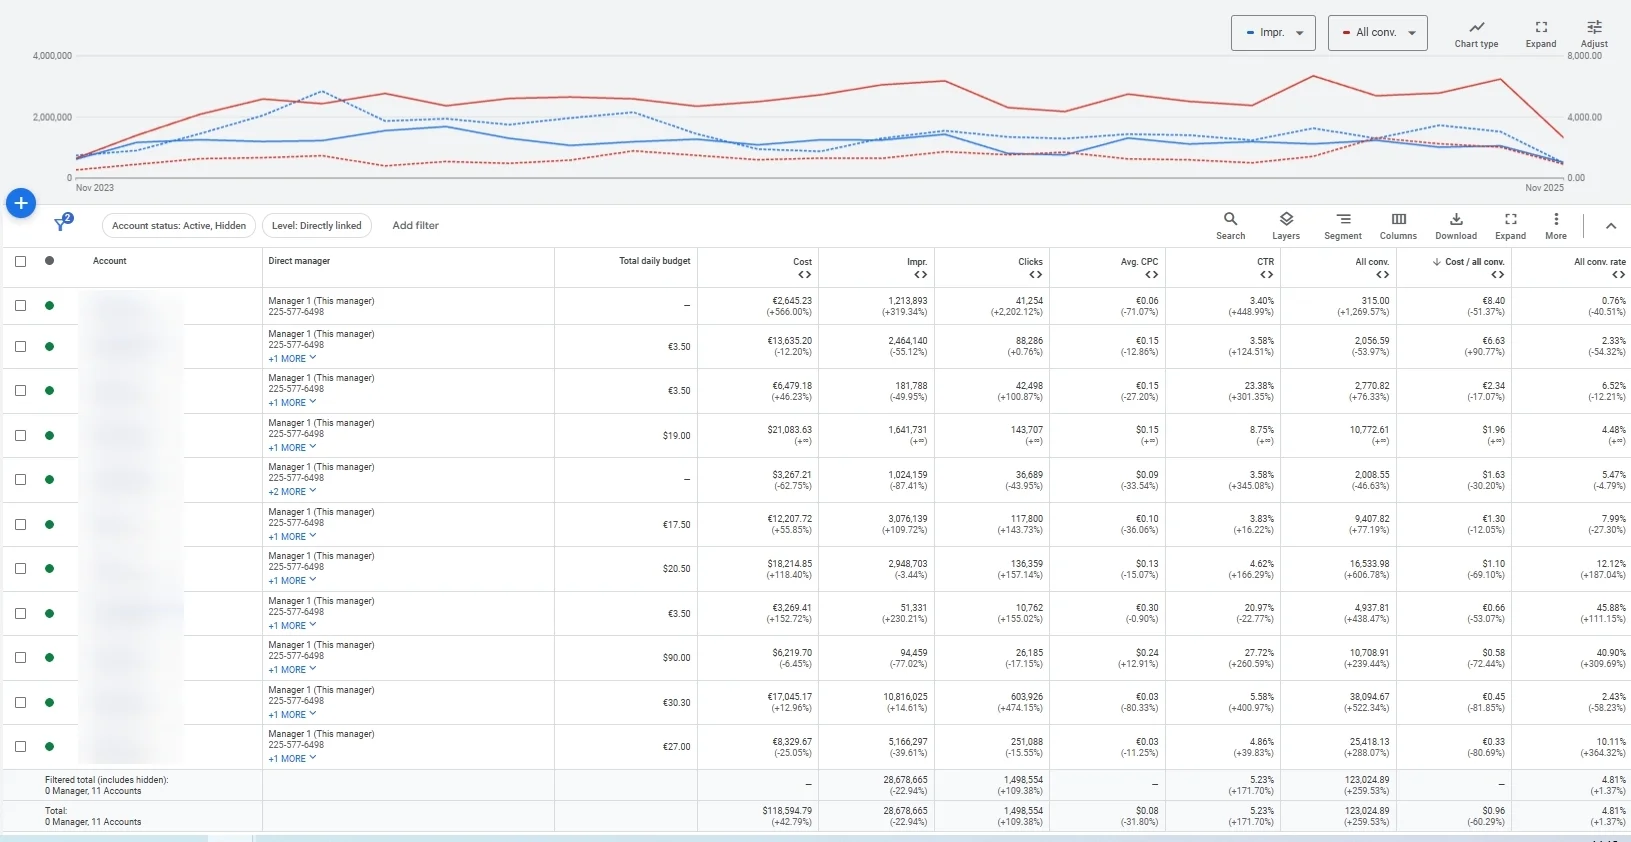 Impr.
All conv.
Chart type
Expand
Adjust
4,000,000
8,000.00
2,000,000
4,000.00
0
0.00
Nov 2023
Nov 2025
2
Account status: Active, Hidden
Level: Directly linked
Add filter
Search
Layers
Segment
Columns
Download
Expand
More
Account Direct manager Total daily budget Cost Impr. Clicks Avg. CPC CTR All conv. Cost / all conv. All conv. rate
Manager 1 (This manager) – €2,645.23 1,213,893 41,254 €0.06 3.40% 315.00 €8.40 0.76%
225-577-6498 (+566.00%) (+319.34%) (+2,202.12%) (-71.07%) (+448.99%) (+1,269.57%) (-51.37%) (-40.51%)
Manager 1 (This manager) €3.50 €13,635.20 2,464,140 88,286 €0.15 3.58% 2,056.59 €6.63 2.33%
225-577-6498 (-12.20%) (-55.12%) (+0.76%) (-12.86%) (+124.51%) (-53.97%) (+90.77%) (-54.32%)
+1 MORE
Manager 1 (This manager) €3.50 €6,479.18 181,788 42,498 €0.15 23.38% 2,770.82 €2.34 6.52%
225-577-6498 (+46.23%) (-49.95%) (+100.87%) (-27.20%) (+301.35%) (+76.33%) (-17.07%) (-12.21%)
+1 MORE
Manager 1 (This manager) $19.00 $21,083.63 1,641,731 143,707 $0.15 8.75% 10,772.61 $1.96 4.48%
225-577-6498 (+∞) (+∞) (+∞) (+∞) (+∞) (+∞) (+∞) (+∞)
+1 MORE
Manager 1 (This manager) – $3,267.21 1,024,159 36,689 $0.09 3.58% 2,008.55 $1.63 5.47%
225-577-6498 (-62.75%) (-87.41%) (-43.95%) (-33.54%) (+345.08%) (-46.63%) (-30.20%) (-4.79%)
+2 MORE
Manager 1 (This manager) €17.50 €12,207.72 3,076,139 117,800 €0.10 3.83% 9,407.82 €1.30 7.99%
225-577-6498 (+55.85%) (+109.72%) (+143.73%) (-36.06%) (+16.22%) (+77.19%) (-12.05%) (-27.30%)
+1 MORE
Manager 1 (This manager) $20.50 $18,214.85 2,948,703 136,359 $0.13 4.62% 16,533.98 $1.10 12.12%
225-577-6498 (+118.40%) (-3.44%) (+157.14%) (-15.07%) (+166.29%) (+606.78%) (-69.10%) (+187.04%)
+1 MORE
Manager 1 (This manager) €3.50 €3,269.41 51,331 10,762 €0.30 20.97% 4,937.81 €0.66 45.88%
225-577-6498 (+152.72%) (+230.21%) (+155.02%) (-0.90%) (-22.77%) (+438.47%) (-53.07%) (+111.15%)
+1 MORE
Manager 1 (This manager) $90.00 $6,219.70 94,459 26,185 $0.24 27.72% 10,708.91 $0.58 40.90%
225-577-6498 (-6.45%) (-77.02%) (-17.15%) (+12.91%) (+260.59%) (+239.44%) (-72.44%) (+309.69%)
+1 MORE
Manager 1 (This manager) €30.30 €17,045.17 10,816,025 603,926 €0.03 5.58% 38,094.67 €0.45 2.43%
225-577-6498 (+12.96%) (+14.61%) (+474.15%) (-80.33%) (+400.97%) (+522.34%) (-81.85%) (-58.23%)
+1 MORE
Manager 1 (This manager) €27.00 €8,329.67 5,166,297 251,088 €0.03 4.86% 25,418.13 €0.33 10.11%
225-577-6498 (-25.05%) (-39.61%) (-15.55%) (-11.25%) (+39.83%) (+288.07%) (-80.69%) (+364.32%)
+1 MORE
Filtered total (includes hidden): – 28,678,665 1,498,554 – 5.23% 123,024.89 – 4.81%
0 Manager, 11 Accounts (-22.94%) (+109.38%) (+171.70%) (+259.53%) (+1.37%)
Total: $118,594.79 28,678,665 1,498,554 $0.08 5.23% 123,024.89 $0.96 4.81%
0 Manager, 11 Accounts (+42.79%) (-22.94%) (+109.38%) (-31.80%) (+171.70%) (+259.53%) (-60.29%) (+1.37%)